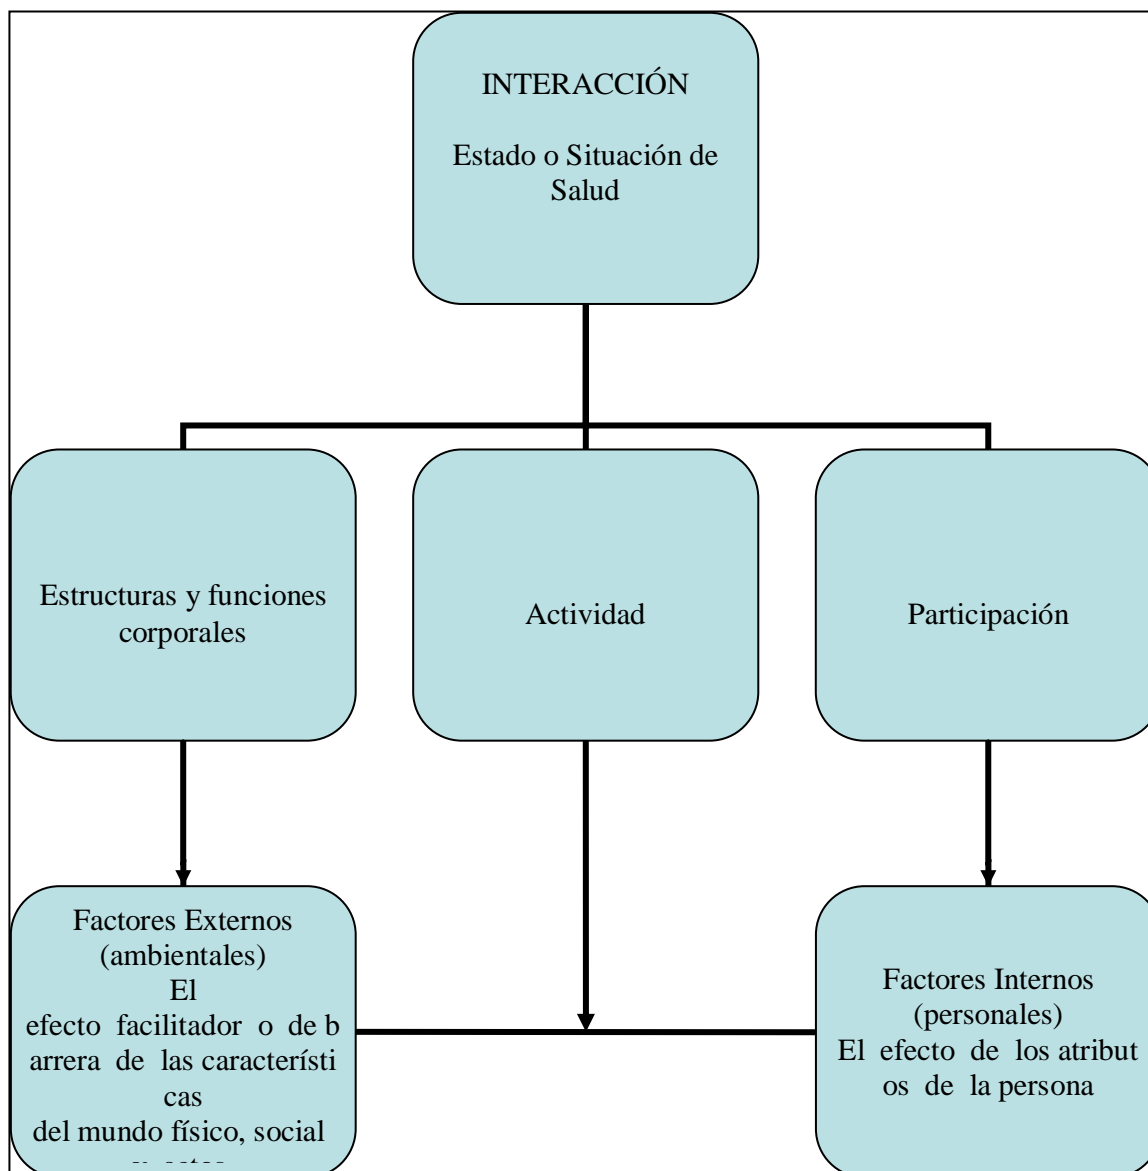 INTERACCIÓN
Estado o Situación de
Salud
Estructuras y funciones
corporales
Actividad
Participación
Factores Externos
(ambientales)
El
efecto facilitador o de b
arrera de las característi
cas
del mundo físico, social
Factores Internos
(personales)
El efecto de los atribut
os de la persona